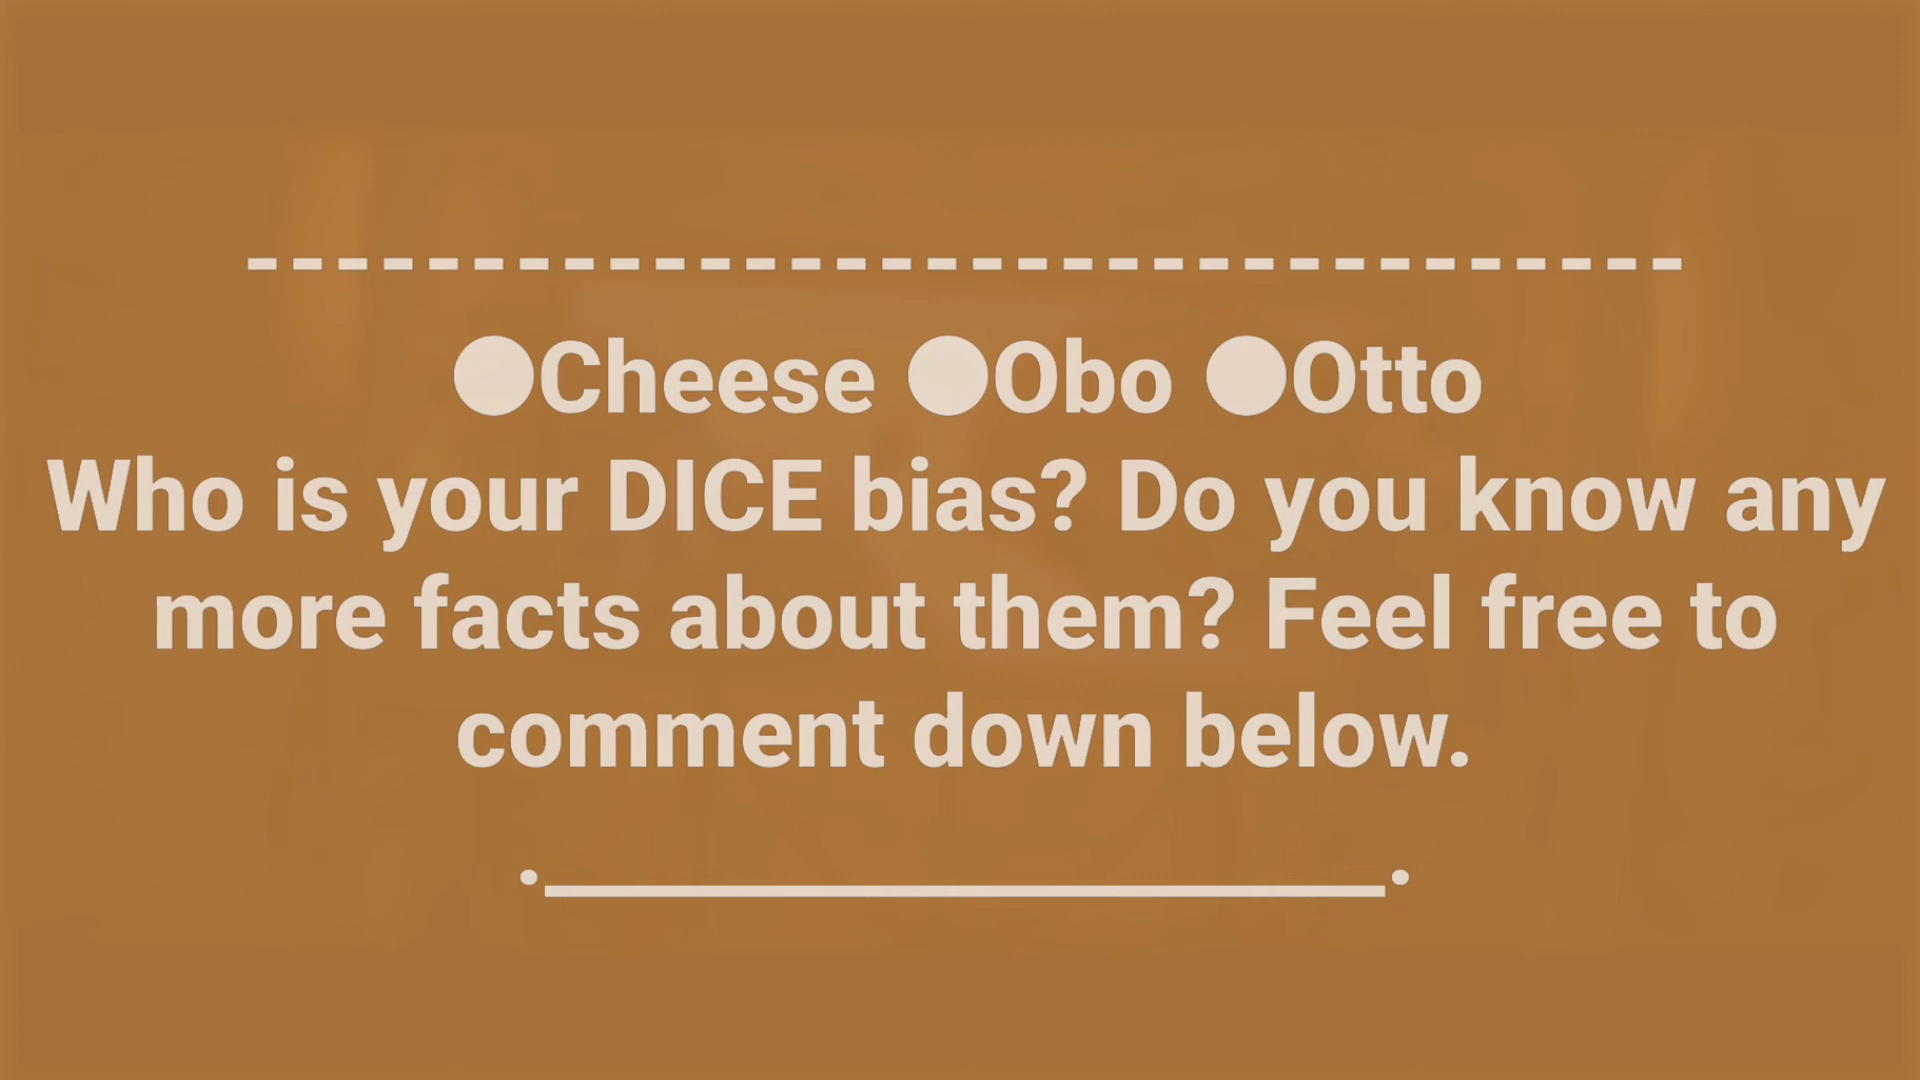 --------------------------------
●Cheese ●Obo ●Otto
Who is your DICE bias? Do you know any
more facts about them? Feel free to
comment down below.
•______________•